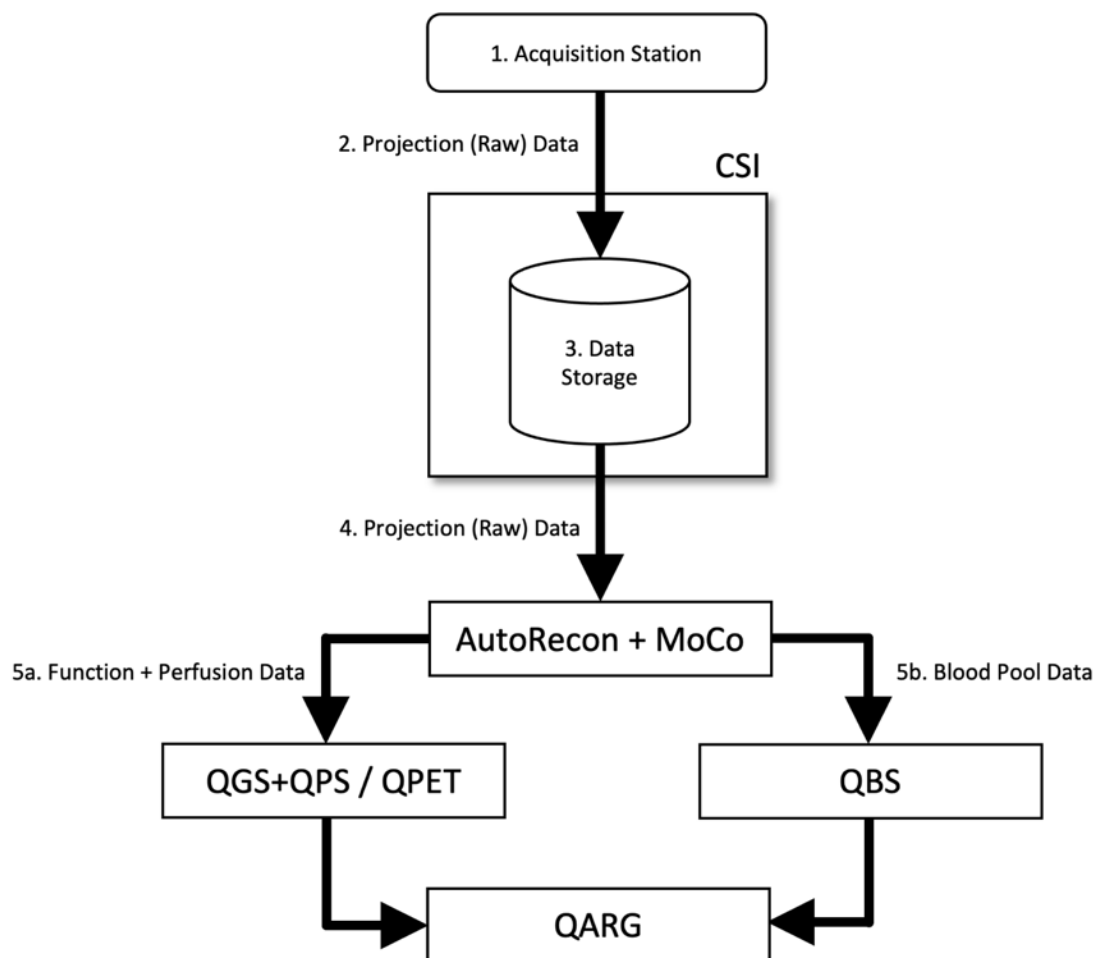 1. Acquisition Station
2. Projection (Raw) Data
CSI
3. Data
Storage
4. Projection (Raw) Data
AutoRecon + MoCo
5a. Function + Perfusion Data
5b. Blood Pool Data
QGS+QPS / QPET
QBS
QARG